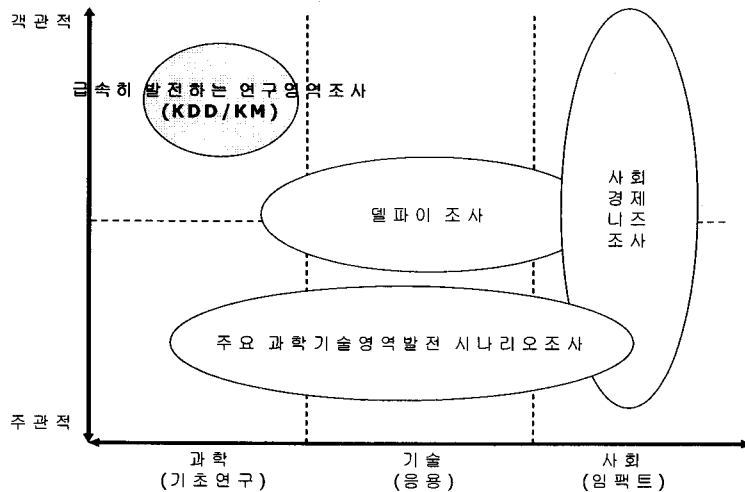 객관적
급속히 발전하는 연구영역조사
(KDD/KM)
사회
경제
니즈
조사
델파이 조사
주요 과학기술영역발전 시나리오조사
주관적
과학
(기초연구)
기술
(응용)
사회
(임팩트)